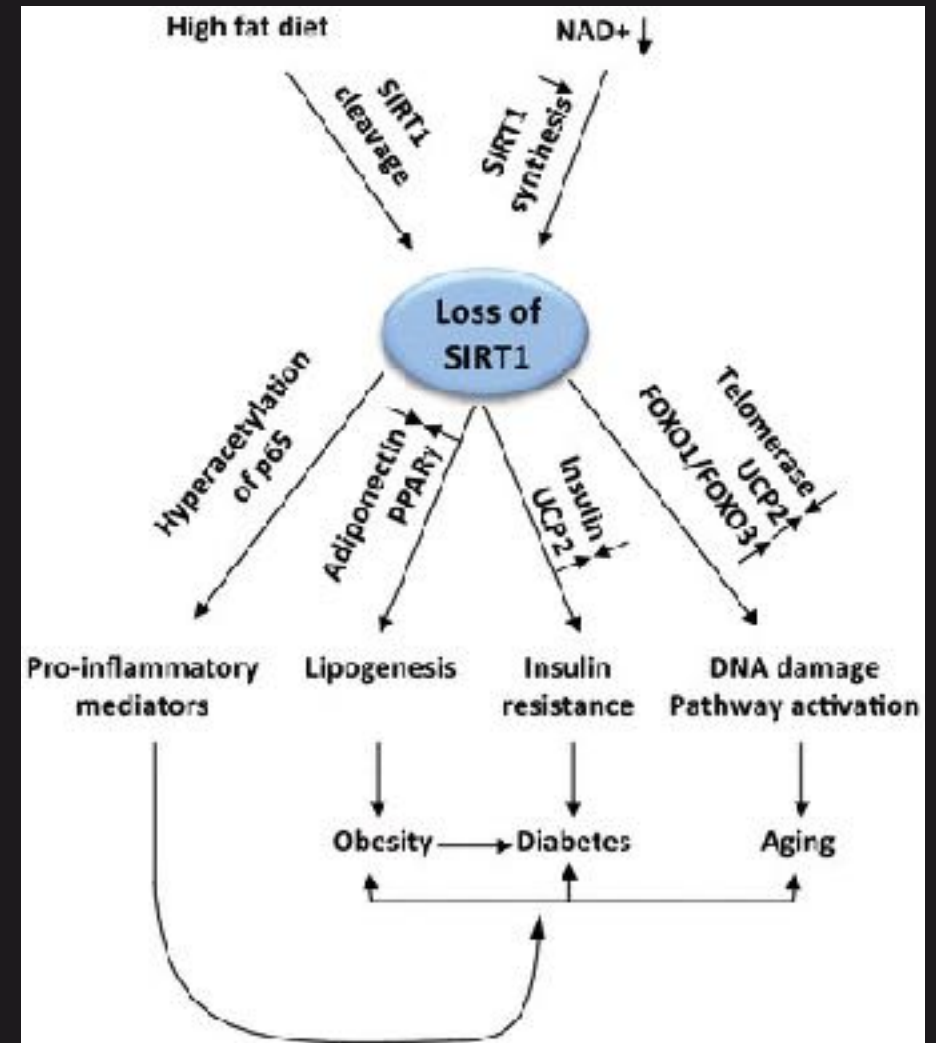 High fat diet
NAD+ ↓
SIRT1
cleavage
SIRT1
synthesis
Loss of
SIRT1
Hyperacetylation
of p65
Adiponectin
PPARγ
Insulin
UCP2
Telomerase
UCP2
FOXO1/FOXO3
Pro-inflammatory
mediators
Lipogenesis
Insulin
resistance
DNA damage
Pathway activation
Obesity
Diabetes
Aging